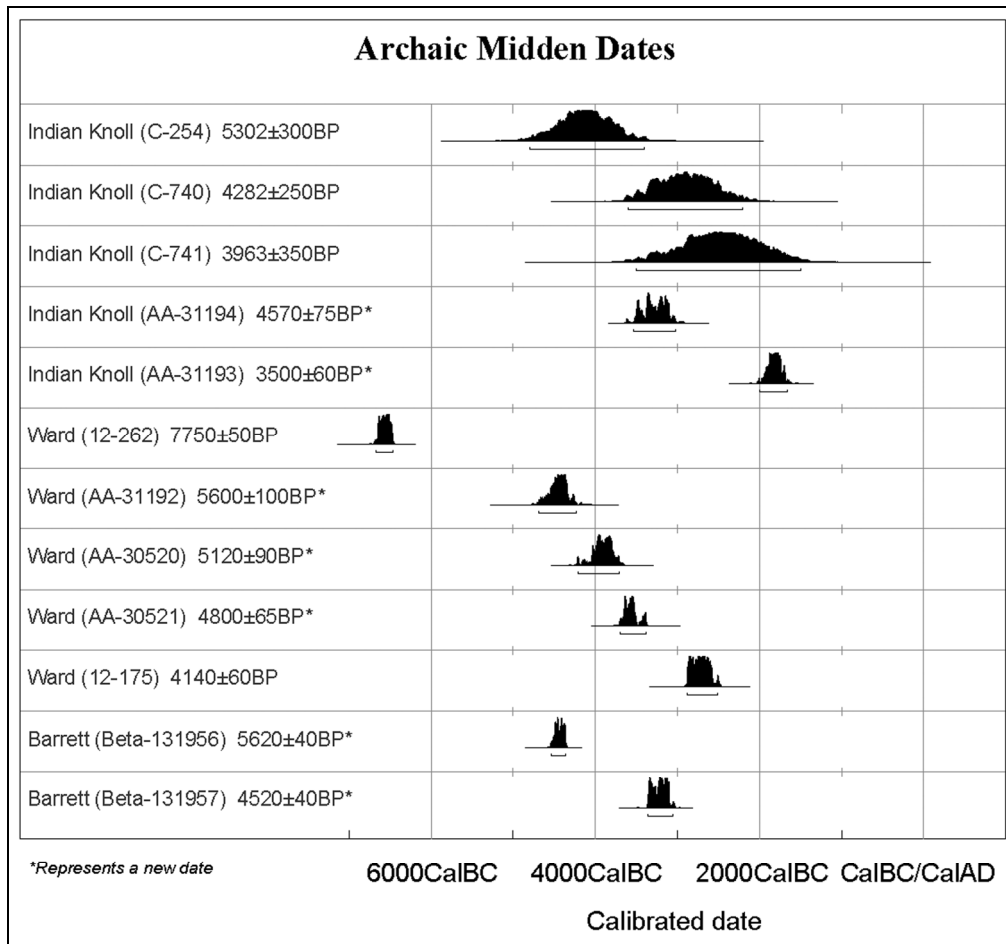 Archaic Midden Dates
Indian Knoll (C-254) 5302±300BP
Indian Knoll (C-740) 4282±250BP
Indian Knoll (C-741) 3963±350BP
Indian Knoll (AA-31194) 4570±75BP*
Indian Knoll (AA-31193) 3500±60BP*
Ward (12-262) 7750±50BP
Ward (AA-31192) 5600±100BP*
Ward (AA-30520) 5120±90BP*
Ward (AA-30521) 4800±65BP*
Ward (12-175) 4140±60BP
Barrett (Beta-131956) 5620±40BP*
Barrett (Beta-131957) 4520±40BP*
*Represents a new date
6000CalBC 4000CalBC 2000CalBC CalBC/CalAD
Calibrated date